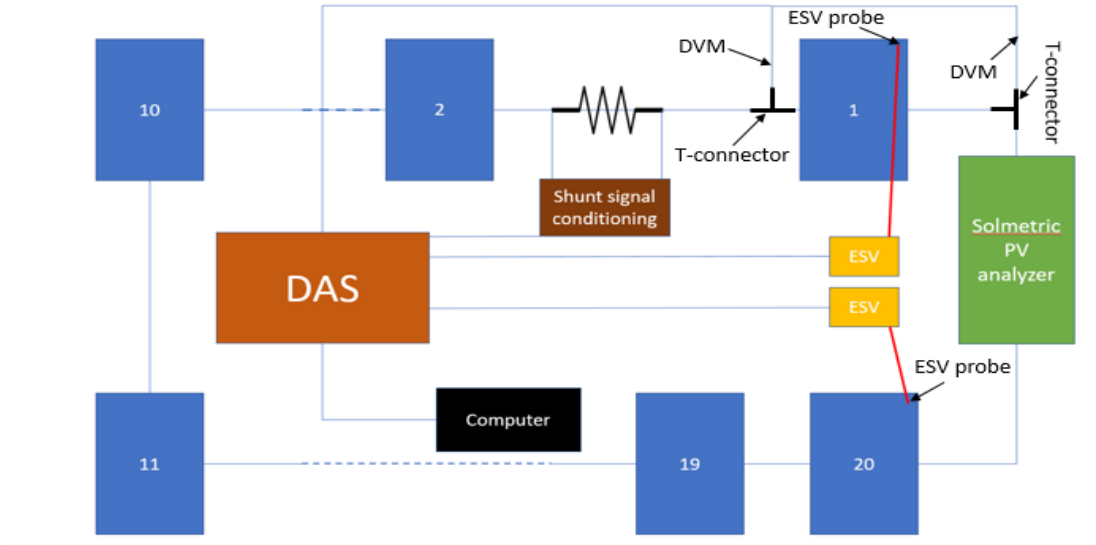 ESV probe
DVM
DVM
T-connector
10
2
1
T-connector
Shunt signal
conditioning
Solmetric
PV
analyzer
ESV
DAS
ESV
ESV probe
Computer
11
19
20